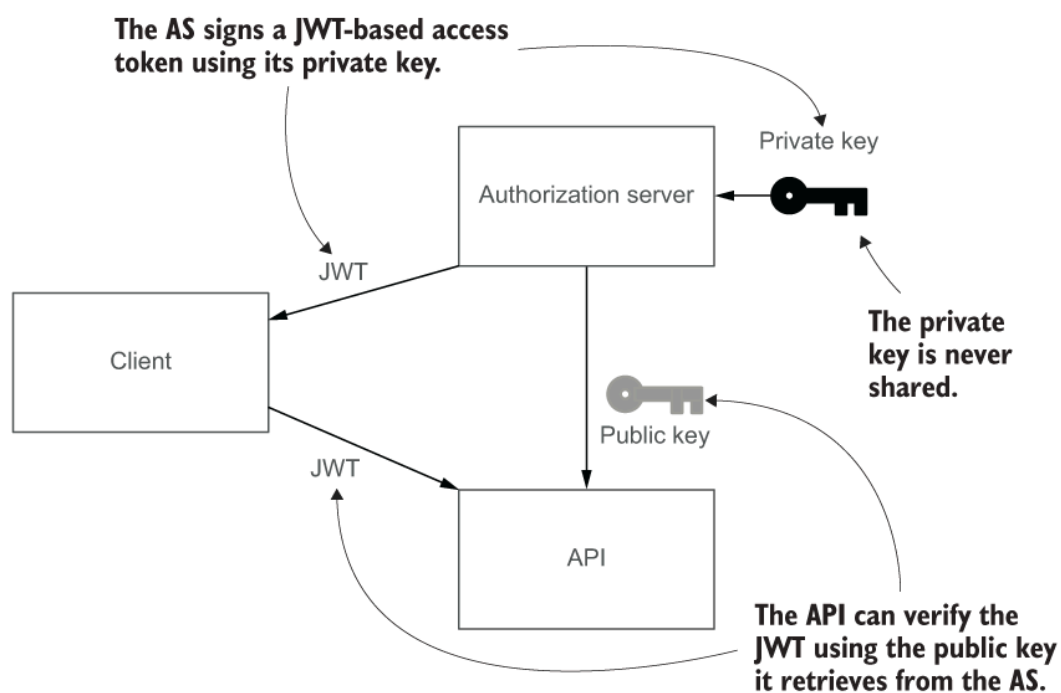 The AS signs a JWT-based access
token using its private key.
Private key
Authorization server
JWT
The private
key is never
shared.
Client
Public key
JWT
API
The API can verify the
JWT using the public key
it retrieves from the AS.